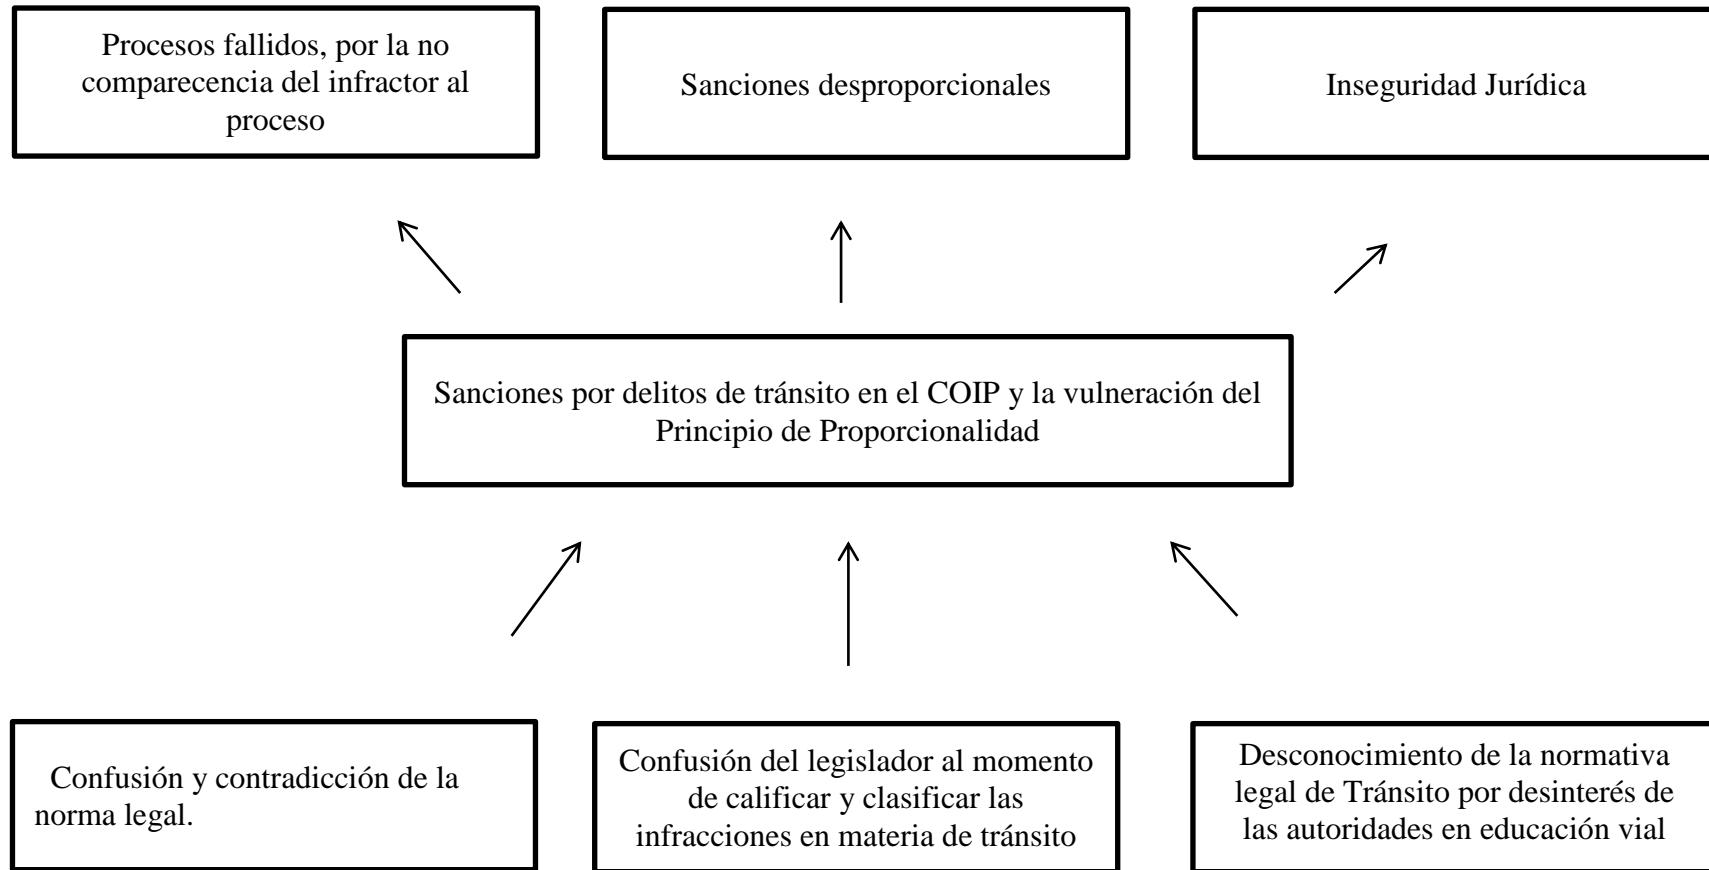 Procesos fallidos, por la no
comparecencia del infractor al
proceso
Sanciones desproporcionales
Inseguridad Jurídica
Sanciones por delitos de tránsito en el COIP y la vulneración del
Principio de Proporcionalidad
Confusión y contradicción de la
norma legal.
Confusión del legislador al momento
de calificar y clasificar las
infracciones en materia de tránsito
Desconocimiento de la normativa
legal de Tránsito por desinterés de
las autoridades en educación vial